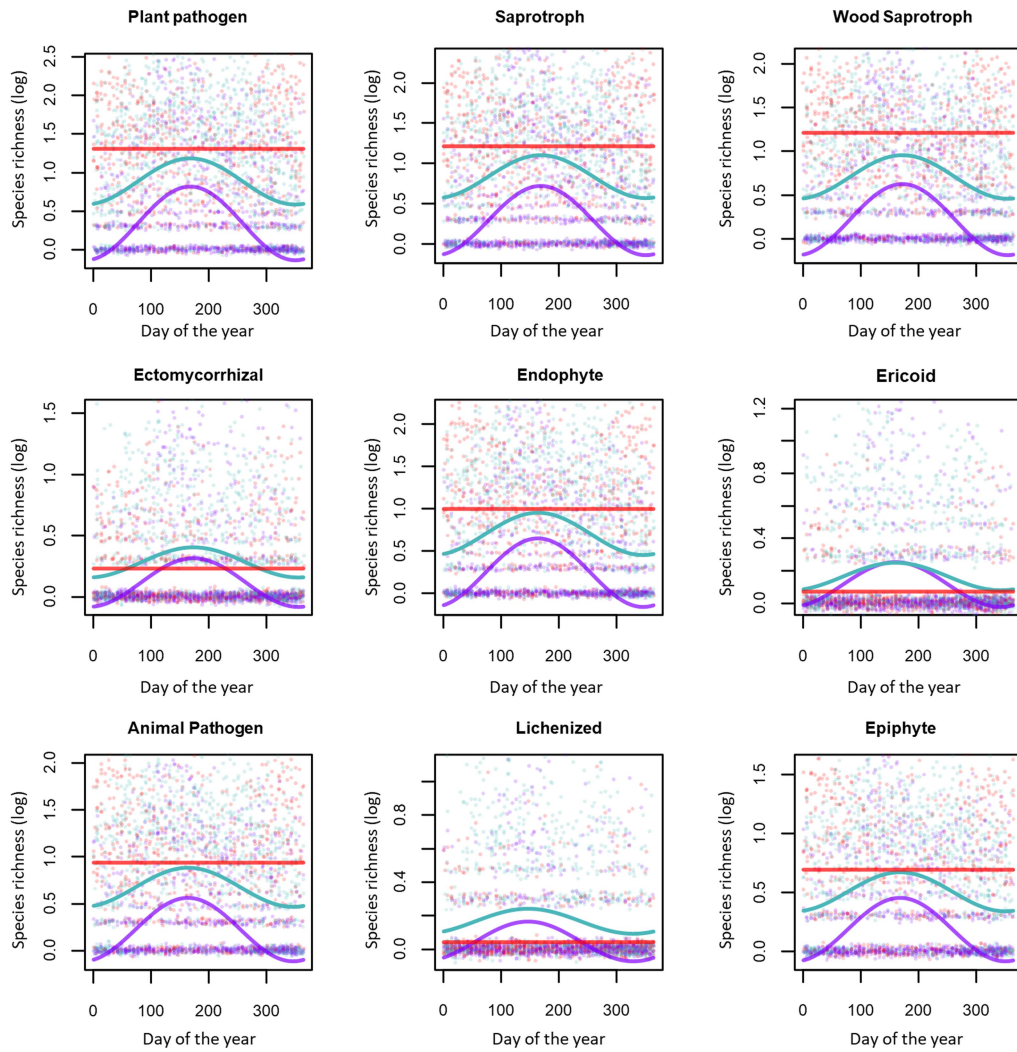 Plant pathogen
Saprotroph
Wood Saprotroph
Species richness (log)
0.0 0.5 1.0 1.5 2.0 2.5
0 100 200 300
Day of the year
Species richness (log)
0.0 0.5 1.0 1.5 2.0
0 100 200 300
Day of the year
Species richness (log)
0.0 0.5 1.0 1.5 2.0
0 100 200 300
Day of the year
Ectomycorrhizal
Endophyte
Ericoid
Species richness (log)
0.0 0.5 1.5
0 100 200 300
Day of the year
Species richness (log)
0.0 0.5 1.0 1.5 2.0
0 100 200 300
Day of the year
Species richness (log)
0.0 0.4 0.8 1.2
0 100 200 300
Day of the year
Animal Pathogen
Lichenized
Epiphyte
Species richness (log)
0.0 0.5 1.0 1.5 2.0
0 100 200 300
Day of the year
Species richness (log)
0.0 0.4 0.8
0 100 200 300
Day of the year
Species richness (log)
0.0 0.5 1.0 1.5
0 100 200 300
Day of the year